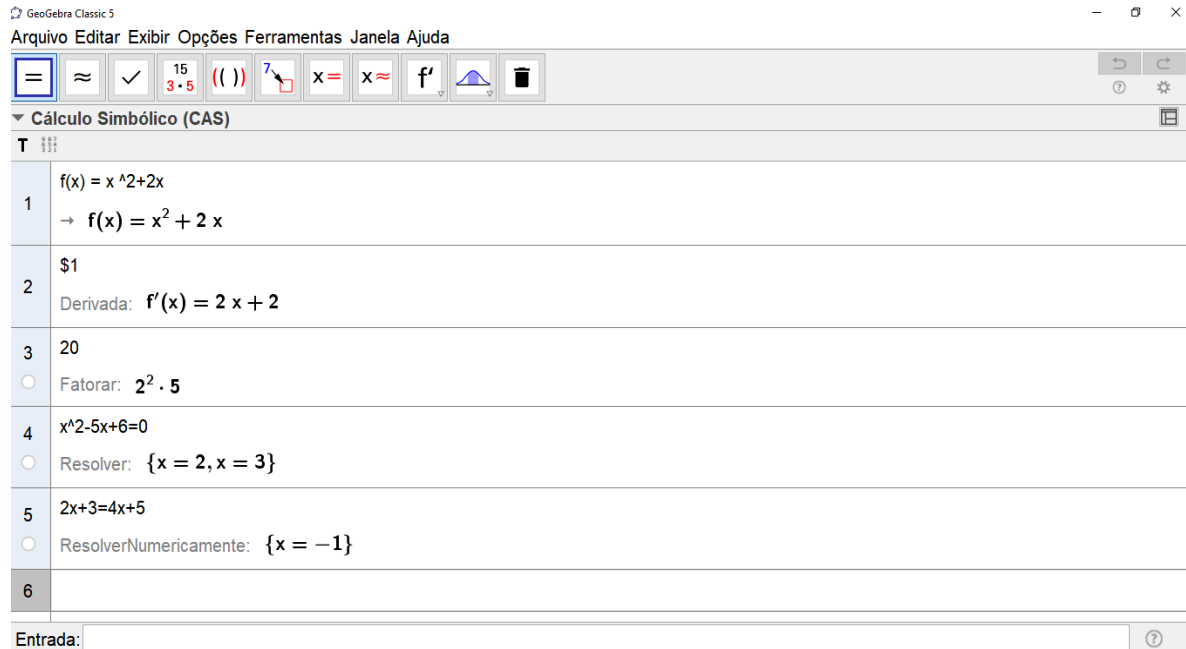 GeoGebra Classic 5
Arquivo Editar Exibir Opções Ferramentas Janela Ajuda
= ≈ ✓ 15 3·5 (( )) 7 x= x≈ f′
Cálculo Simbólico (CAS)
T
1
f(x) = x ^2+2x
→ f(x) = x² + 2 x
2
$1
Derivada: f′(x) = 2 x + 2
3
20
Fatorar: 2² · 5
4
x^2-5x+6=0
Resolver: {x = 2, x = 3}
5
2x+3=4x+5
ResolverNumericamente: {x = −1}
6
Entrada: